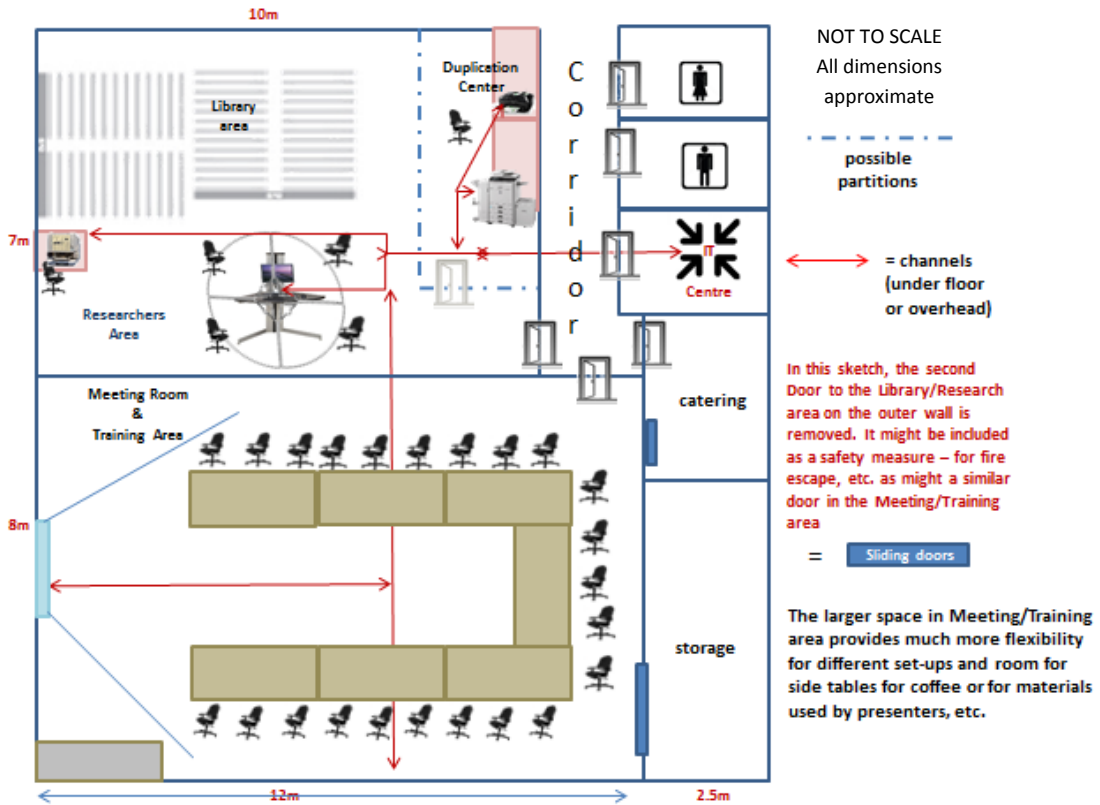 10m
NOT TO SCALE
All dimensions
approximate
possible
partitions
Duplication
Center
Corridor
Library
area
7m
IT
Centre
= channels
(under floor
or overhead)
Researchers
Area
In this sketch, the second
Door to the Library/Research
area on the outer wall is
removed. It might be included
as a safety measure – for fire
escape, etc. as might a similar
door in the Meeting/Training
area
Meeting Room
&
Training Area
catering
8m
= Sliding doors
The larger space in Meeting/Training
area provides much more flexibility
for different set-ups and room for
side tables for coffee or for materials
used by presenters, etc.
storage
12m
2.5m